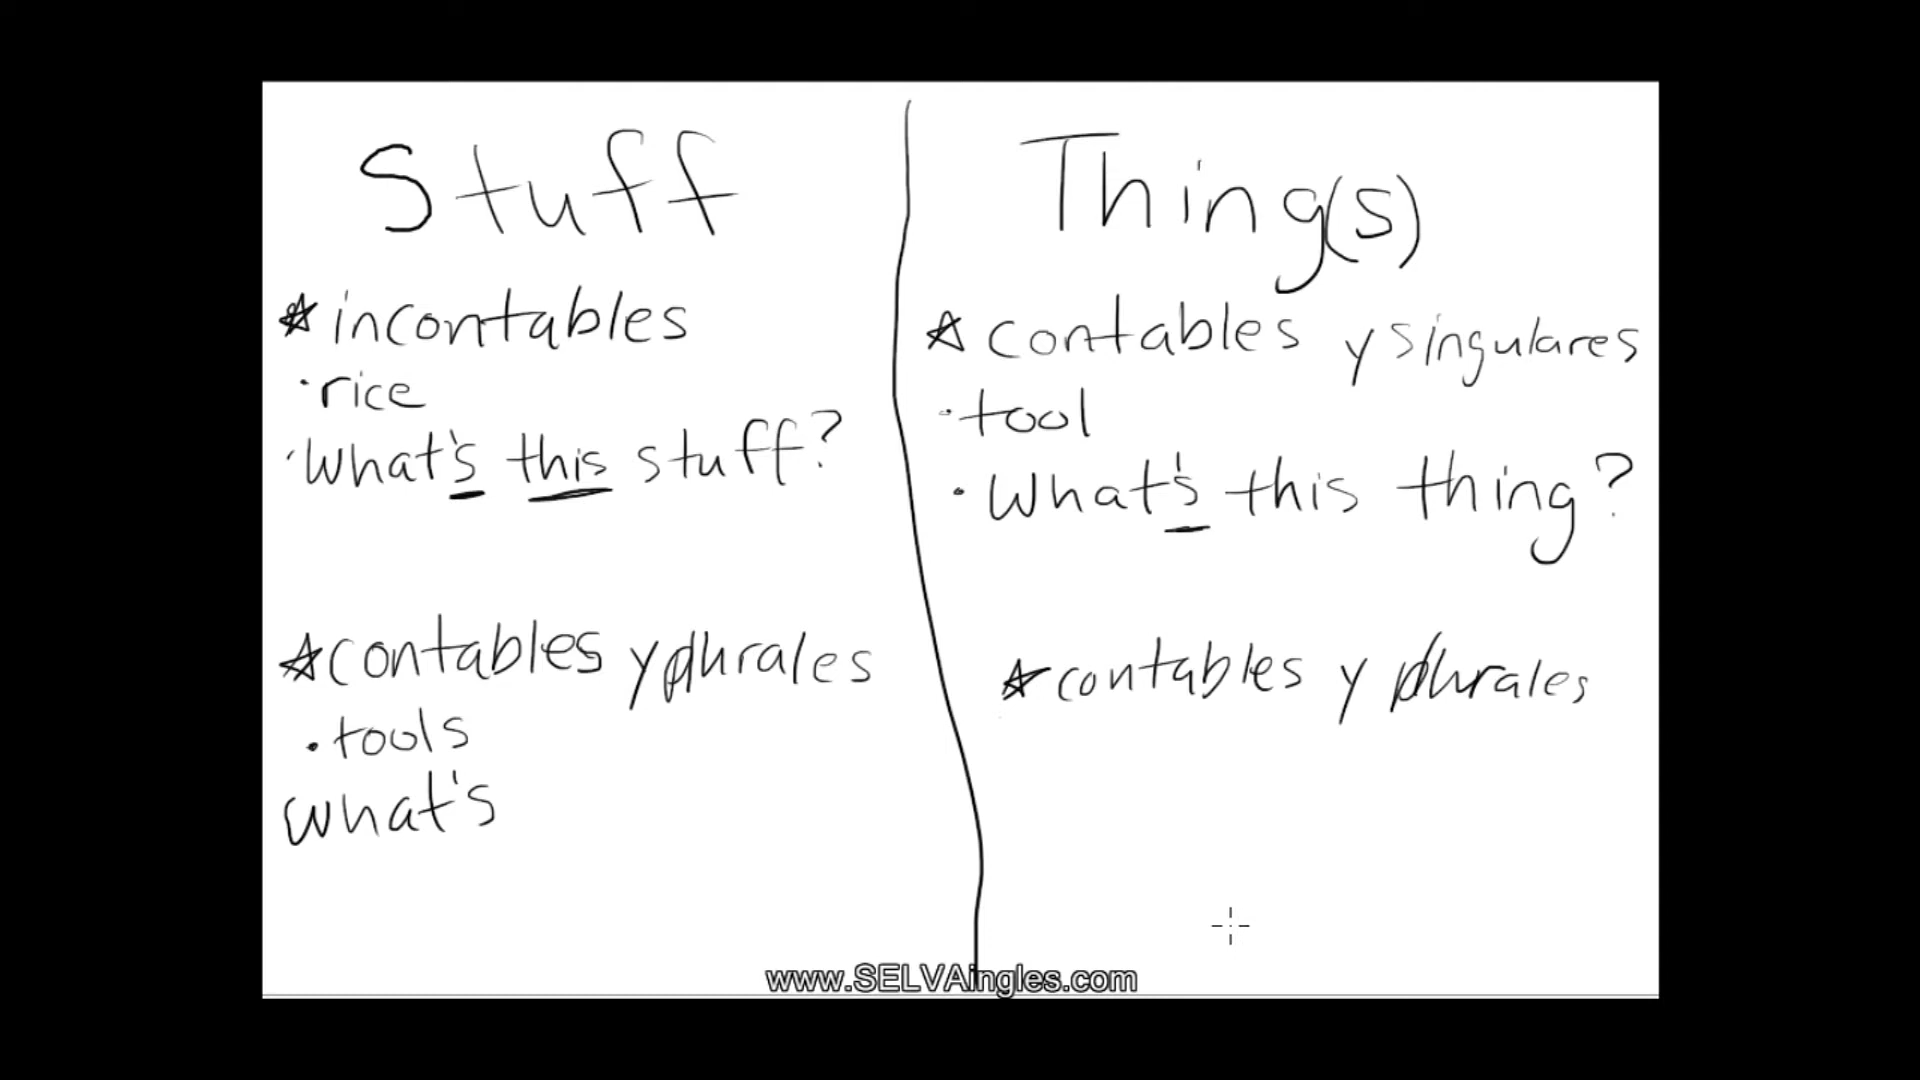 Stuff
* incontables
· rice
· What's this stuff?
* contables y plurales
· tools
What's
Thing(s)
* contables y singulares
· tool
· What's this thing?
* contables y plurales
www.SELVAingles.com